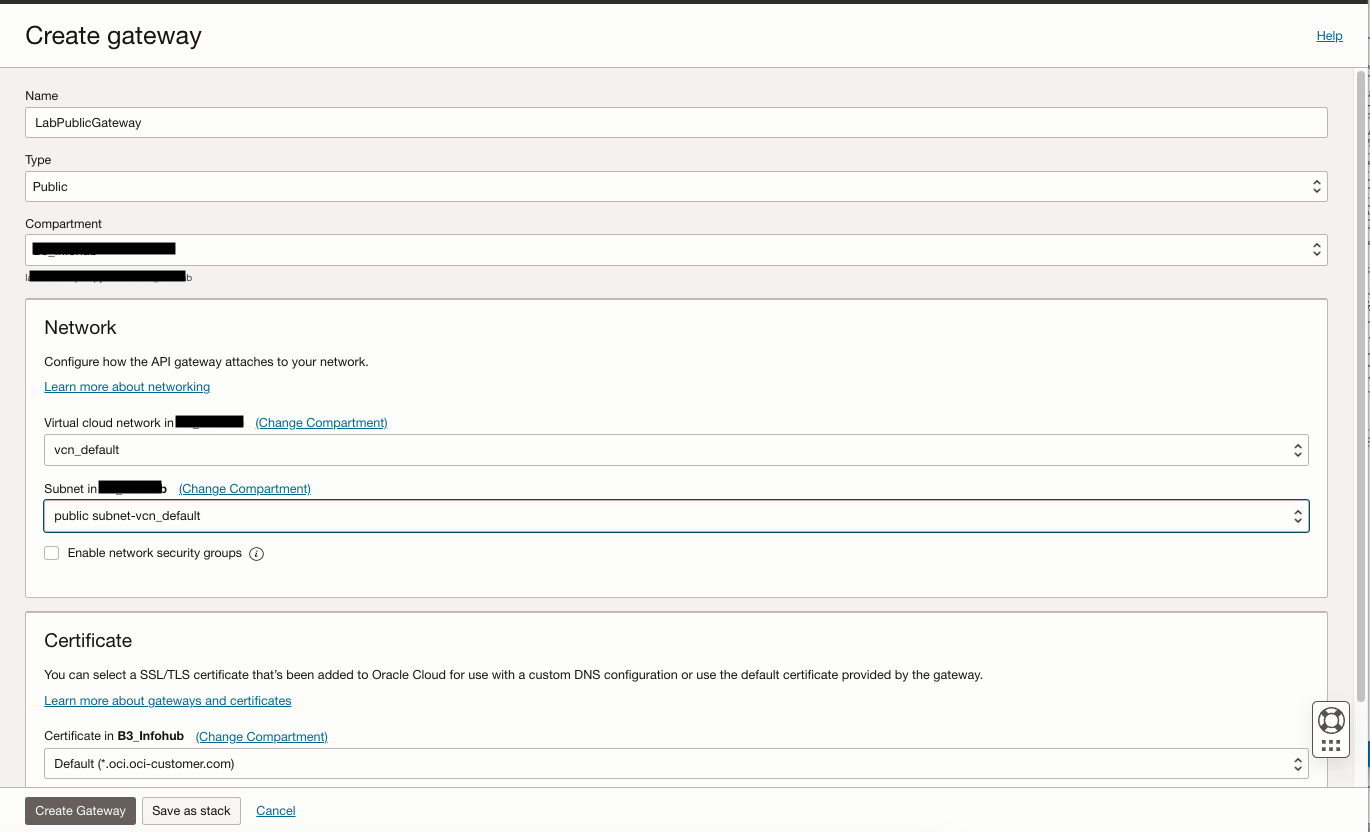 Create gateway
Help
Name
LabPublicGateway
Type
Public
Compartment
Network
Configure how the API gateway attaches to your network.
Learn more about networking
Virtual cloud network in (Change Compartment)
vcn_default
Subnet in (Change Compartment)
public subnet-vcn_default
Enable network security groups
Certificate
You can select a SSL/TLS certificate that's been added to Oracle Cloud for use with a custom DNS configuration or use the default certificate provided by the gateway.
Learn more about gateways and certificates
Certificate in B3_Infohub (Change Compartment)
Default (*.oci.oci-customer.com)
Create Gateway Save as stack Cancel